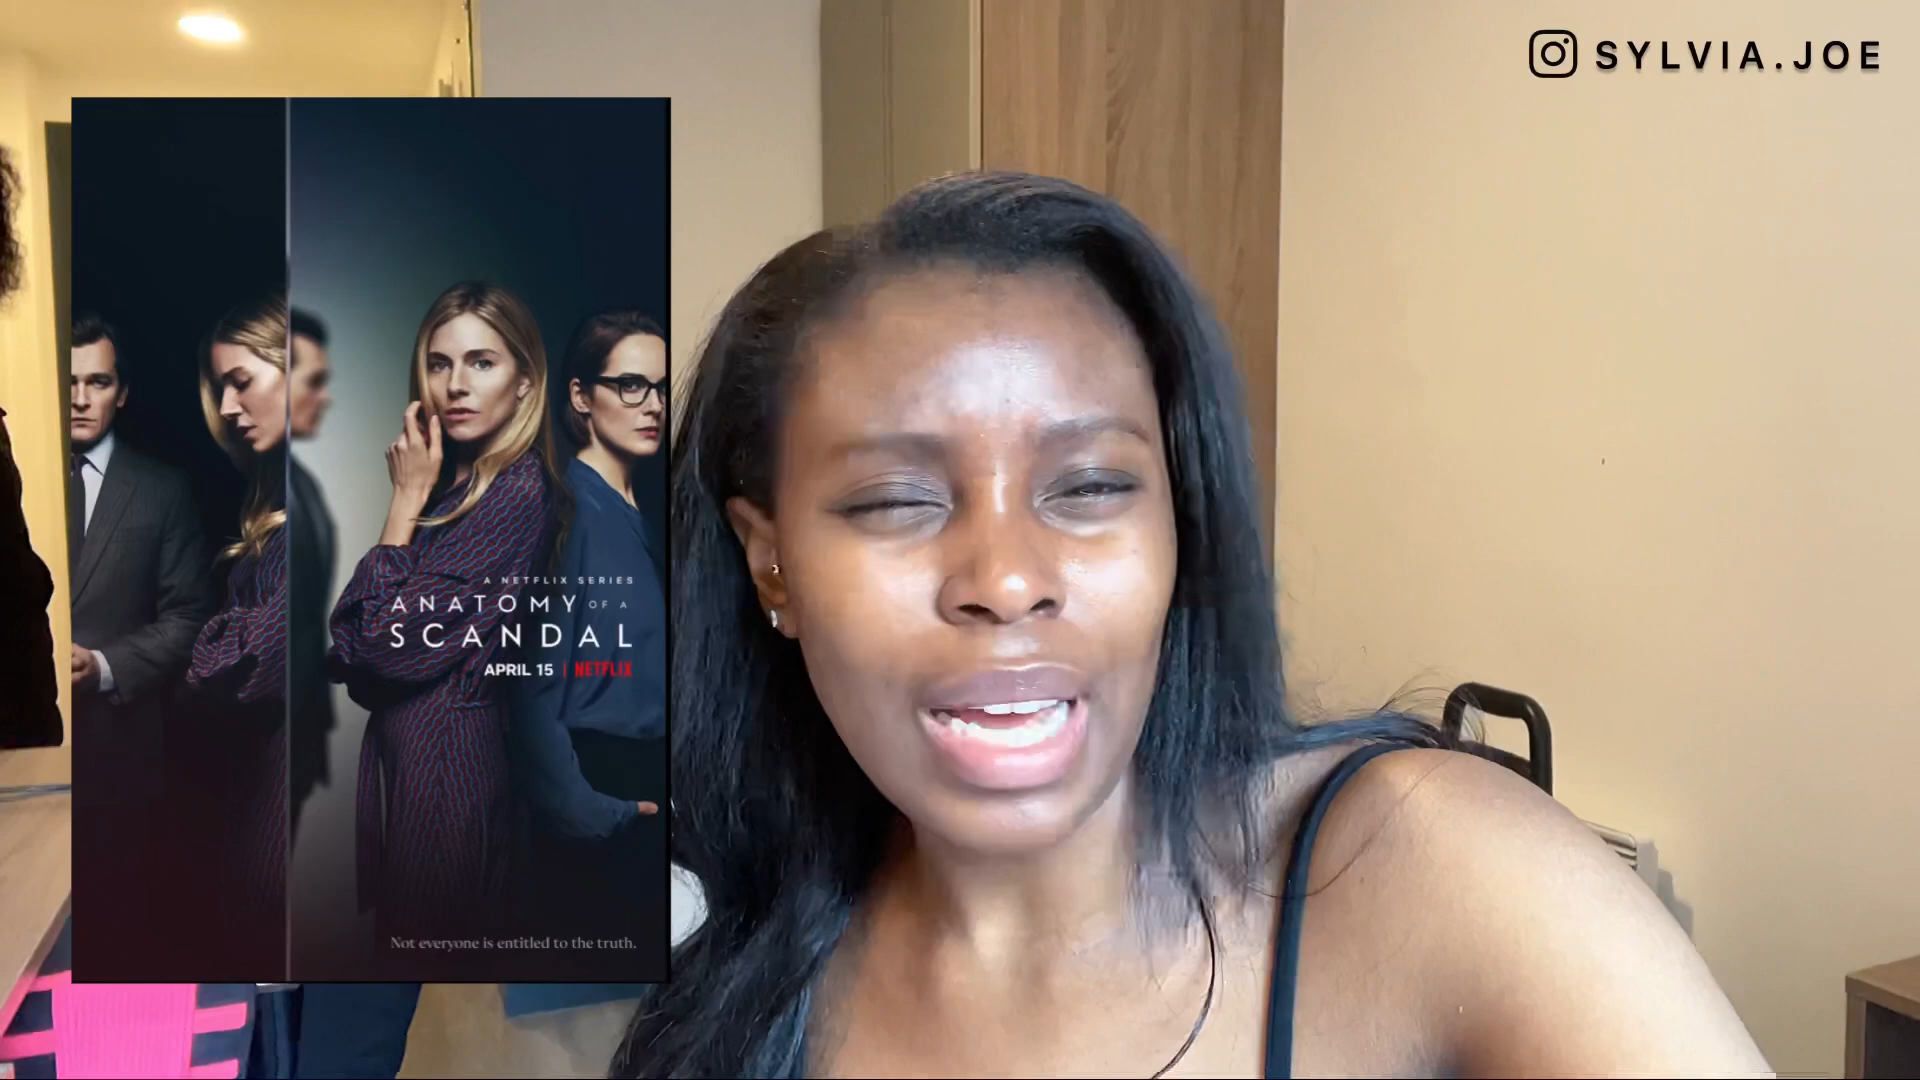 SYLVIA.JOE
A NETFLIX SERIES
ANATOMY OF A
SCANDAL
APRIL 15 | NETFLIX
Not everyone is entitled to the truth.